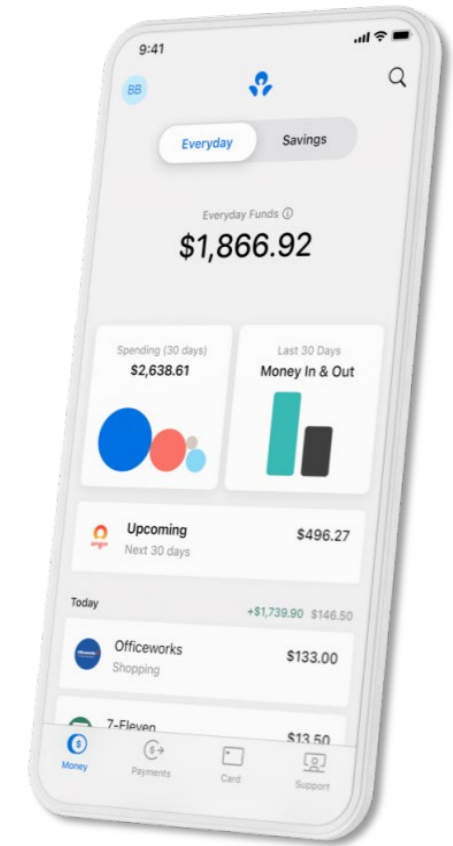 9:41
BB
Everyday Savings
Everyday Funds
$1,866.92
Spending (30 days)
$2,638.61
Last 30 Days
Money In & Out
origin
Upcoming
$496.27
Next 30 days
Today
+$1,739.90 $146.50
Officeworks
$133.00
Shopping
7-Eleven
$13.50
Money
Payments
Card
Support